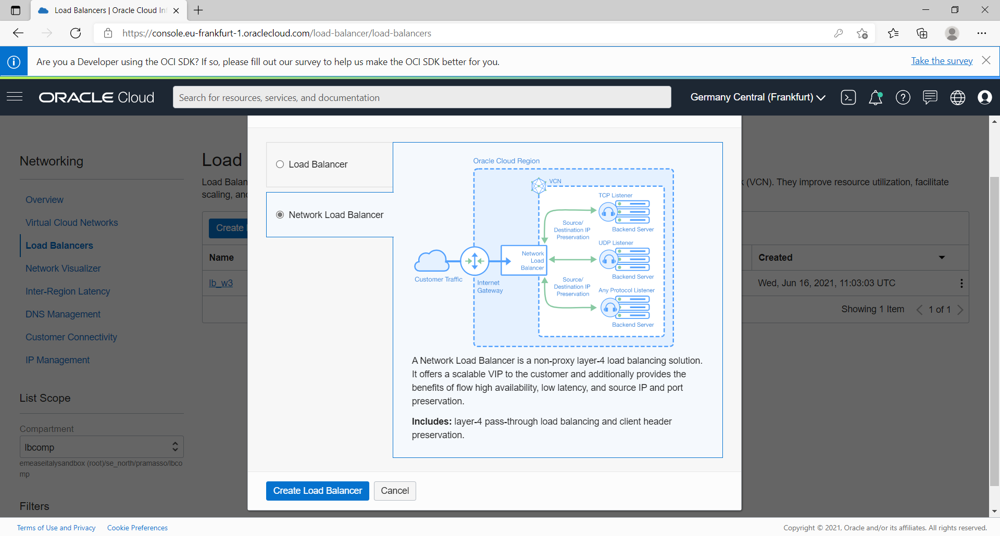 Load Balancers | Oracle Cloud In
https://console.eu-frankfurt-1.oraclecloud.com/load-balancer/load-balancers
Are you a Developer using the OCI SDK? If so, please fill out our survey to help us make the OCI SDK better for you.
Take the survey
ORACLE Cloud
Search for resources, services, and documentation
Germany Central (Frankfurt)
Networking
Overview
Virtual Cloud Networks
Load Balancers
Network Visualizer
Inter-Region Latency
DNS Management
Customer Connectivity
IP Management
List Scope
Compartment
lbcomp
emeaseitalysandbox (root)/se_north/pramasso/lbco
mp
Filters
Load
Load Balan
(VCN). They improve resource utilization, facilitate
scaling, and
Create
Name
Created
lb_w3
Wed, Jun 16, 2021, 11:03:03 UTC
Showing 1 Item
1 of 1
Load Balancer
Network Load Balancer
Oracle Cloud Region
VCN
TCP Listener
Source/
Destination IP
Preservation
Backend Server
UDP Listener
Network
Load
Balancer
Backend Server
Customer Traffic
Internet
Gateway
Source/
Destination IP
Preservation
Any Protocol Listener
Backend Server
A Network Load Balancer is a non-proxy layer-4 load balancing solution.
It offers a scalable VIP to the customer and additionally provides the
benefits of flow high availability, low latency, and source IP and port
preservation.
Includes: layer-4 pass-through load balancing and client header
preservation.
Create Load Balancer
Cancel
Terms of Use and Privacy
Cookie Preferences
Copyright © 2021, Oracle and/or its affiliates. All rights reserved.